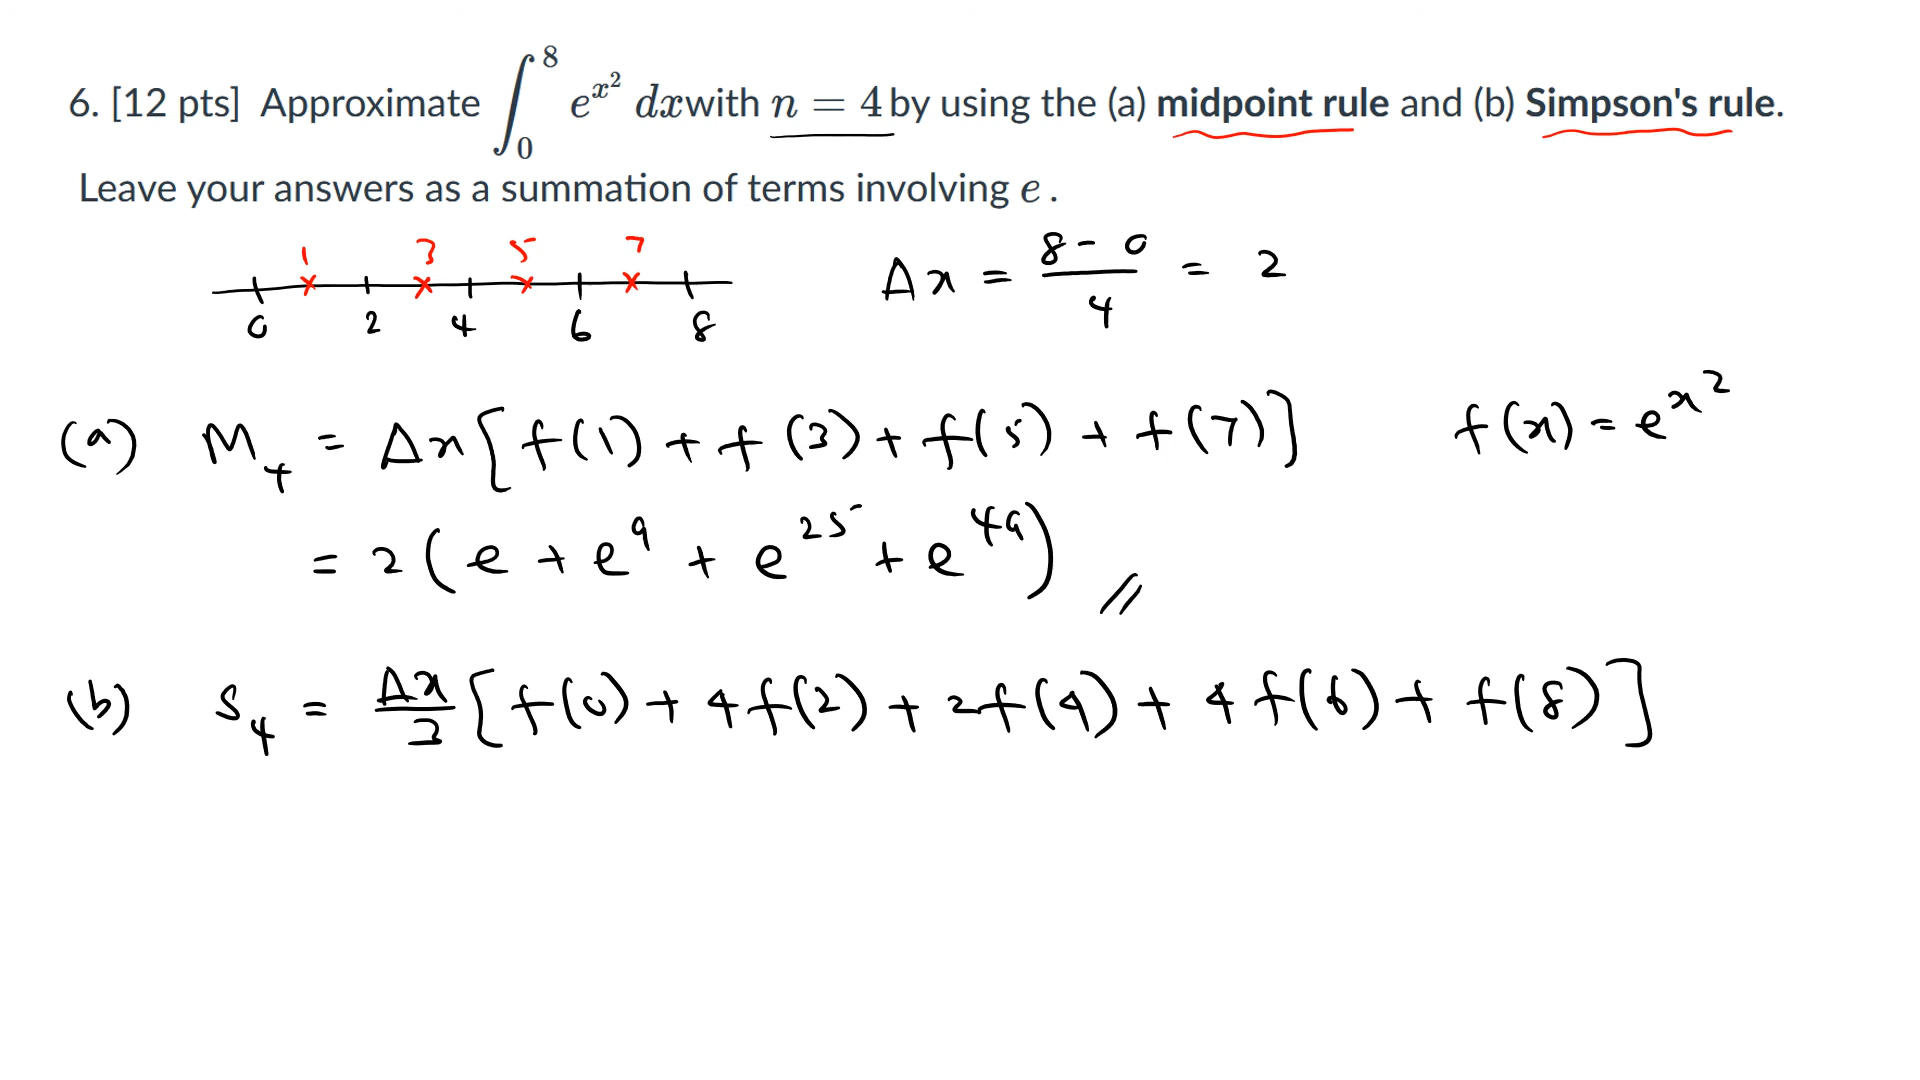 6. [12 pts] Approximate ∫₀⁸ e^{x²} dx with n = 4 by using the (a) midpoint rule and (b) Simpson's rule.
Leave your answers as a summation of terms involving e .
1 3 5 7
0 2 4 6 8
Δx = (8 - 0)/4 = 2
(a) M₄ = Δx [ f(1) + f(3) + f(5) + f(7) ] f(x) = e^{x²}
= 2 ( e + e^9 + e^{25} + e^{49} ) //
(b) S₄ = Δx/3 [ f(0) + 4f(2) + 2f(4) + 4f(6) + f(8) ]